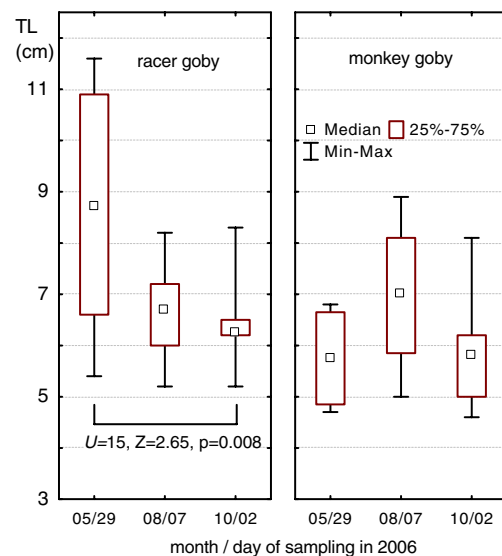 TL
(cm)
racer goby
monkey goby
Median 25%-75%
Min-Max
11
9
7
5
3
U=15, Z=2.65, p=0.008
05/29 08/07 10/02 05/29 08/07 10/02
month / day of sampling in 2006